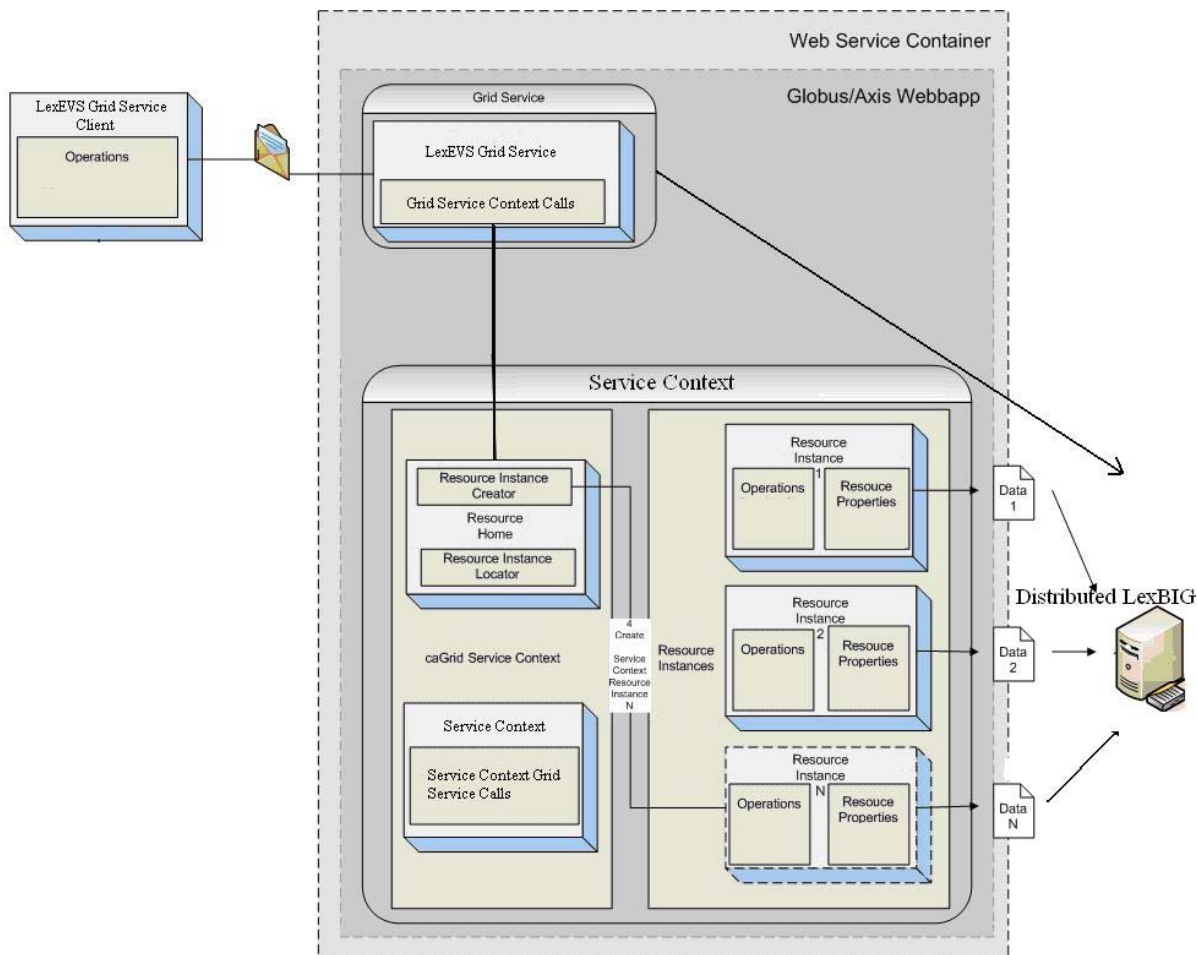 Web Service Container
Globus/Axis Webbapp
LexEVS Grid Service
Client
Operations
Grid Service
LexEVS Grid Service
Grid Service Context Calls
Service Context
Resource Instance
Creator
Resource
Home
Resource Instance
Locator
caGrid Service Context
Service Context
Service Context Grid
Service Calls
4
Create
Service
Context
Resource
Instance
N
Resource
Instances
Resource
Instance
1
Operations
Resouce
Properties
Resource
Instance
2
Operations
Resouce
Properties
Resource
Instance
N
Operations
Resouce
Properties
Data
1
Data
2
Data
N
Distributed LexBIG